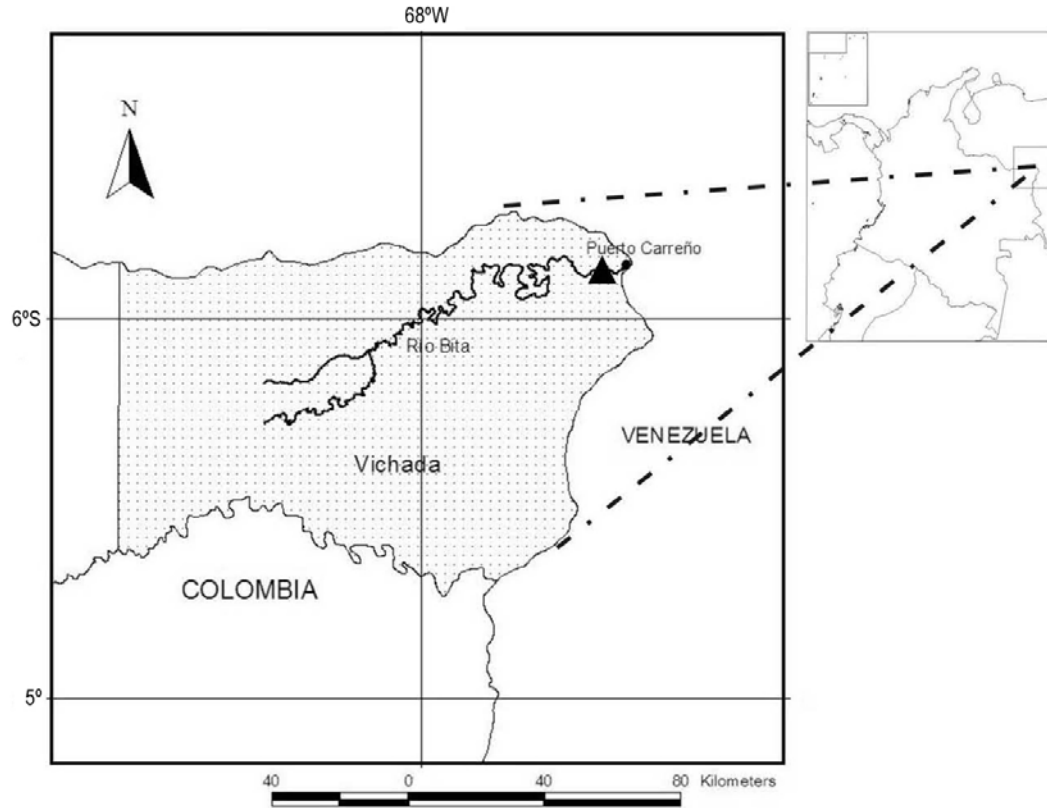 68ºW
N
Puerto Carreño
6ºS
Río Bita
VENEZUELA
Vichada
COLOMBIA
5º
40 0 40 80 Kilometers